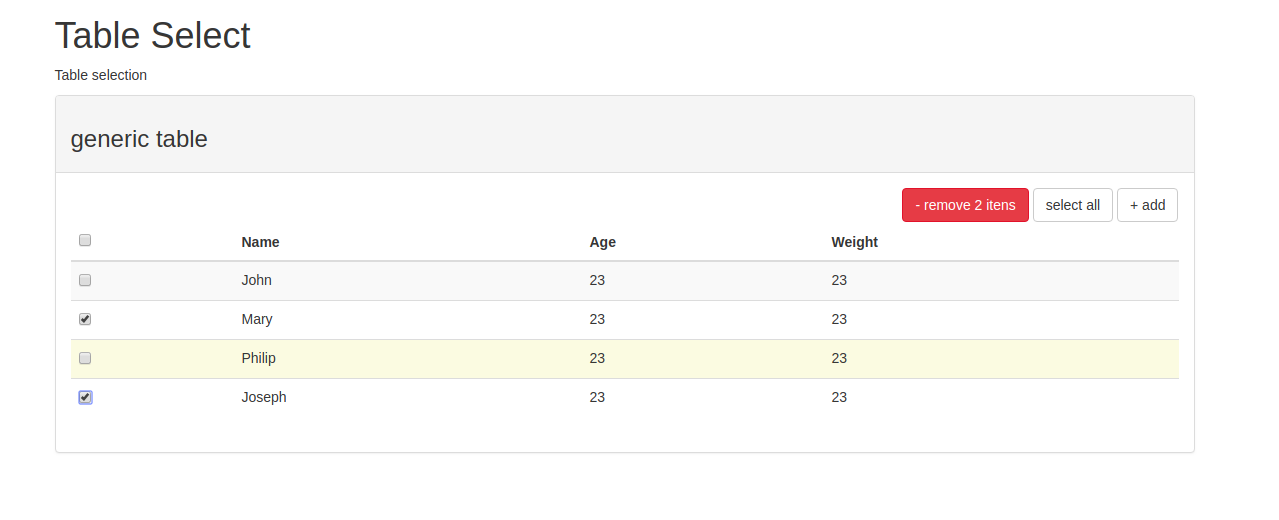 Table Select
Table selection
generic table
- remove 2 itens select all + add
Name Age Weight
John 23 23
Mary 23 23
Philip 23 23
Joseph 23 23